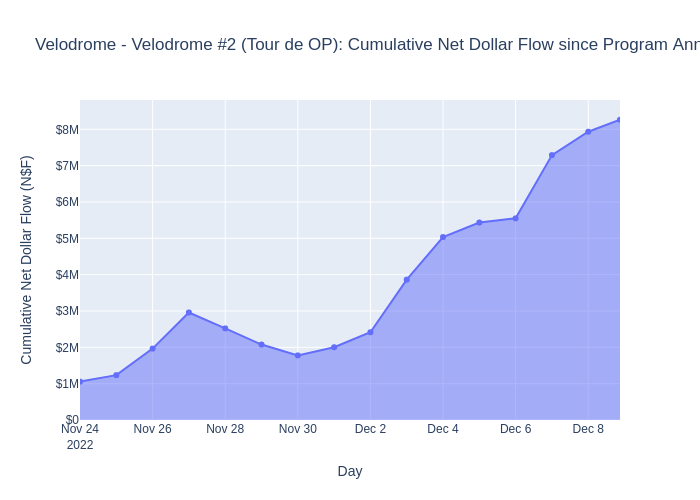 Velodrome - Velodrome #2 (Tour de OP): Cumulative Net Dollar Flow since Program Ann
Cumulative Net Dollar Flow (N$F)
$8M
$7M
$6M
$5M
$4M
$3M
$2M
$1M
$0
Nov 24 Nov 26 Nov 28 Nov 30 Dec 2 Dec 4 Dec 6 Dec 8
2022
Day